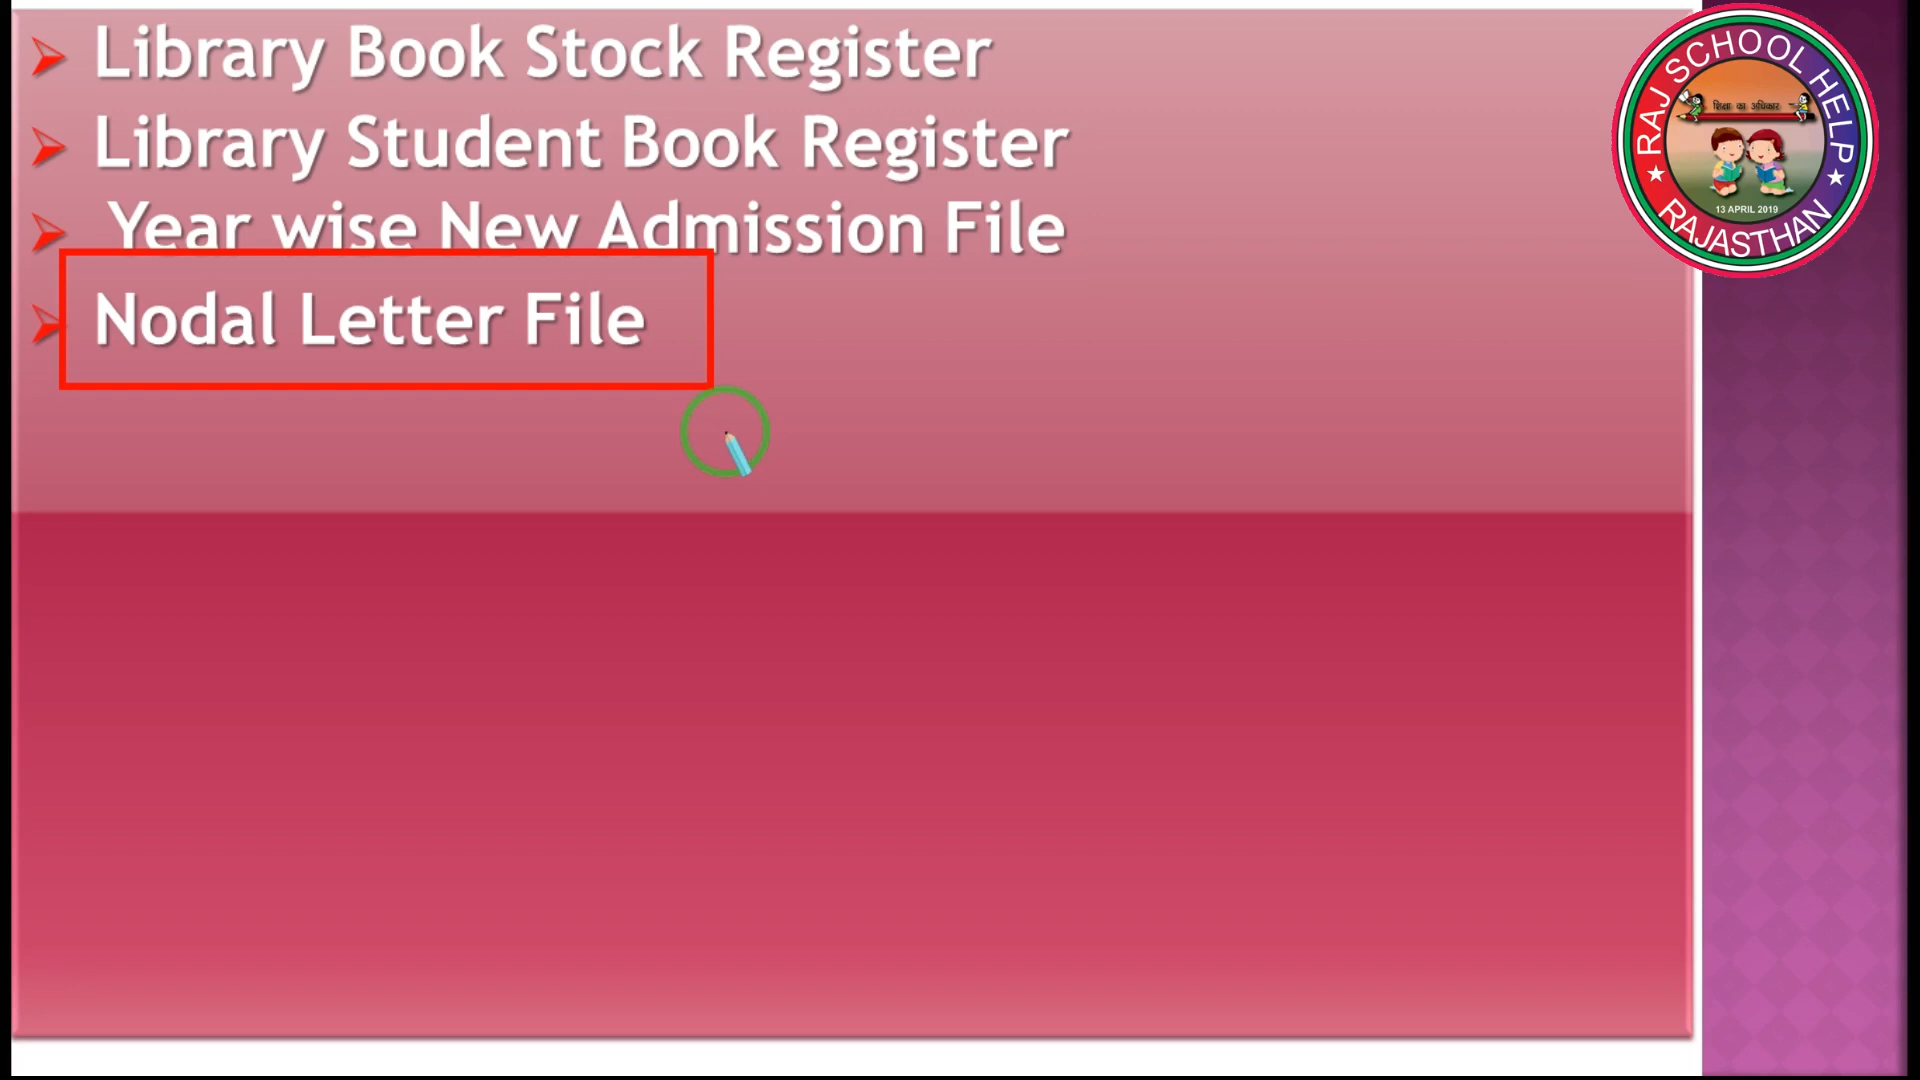 Library Book Stock Register
Library Student Book Register
Year wise New Admission File
Nodal Letter File
RAJ SCHOOL HELP
शिक्षा का अधिकार
13 APRIL 2019
RAJASTHAN